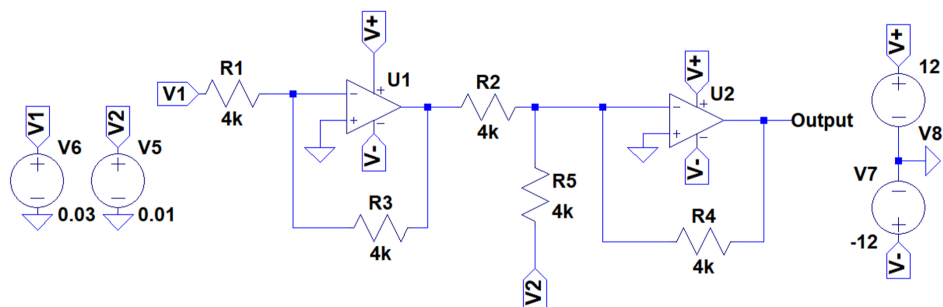 V1
V6
0.03
V2
V5
0.01
V1
R1
4k
V+
U1
V-
R3
4k
R2
4k
R5
4k
V2
V+
U2
V-
R4
4k
Output
V+
12
V8
V7
-12
V-